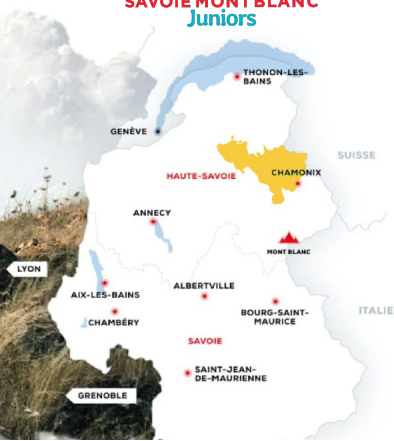 SAVOIE MONT BLANC
Juniors
THONON-LES-
BAINS
GENÈVE
SUISSE
CHAMONIX
HAUTE-SAVOIE
ANNECY
MONT BLANC
LYON
ALBERTVILLE
AIX-LES-BAINS
BOURG-SAINT-
MAURICE
ITALIE
CHAMBÉRY
SAVOIE
SAINT-JEAN-
DE-MAURIENNE
GRENOBLE